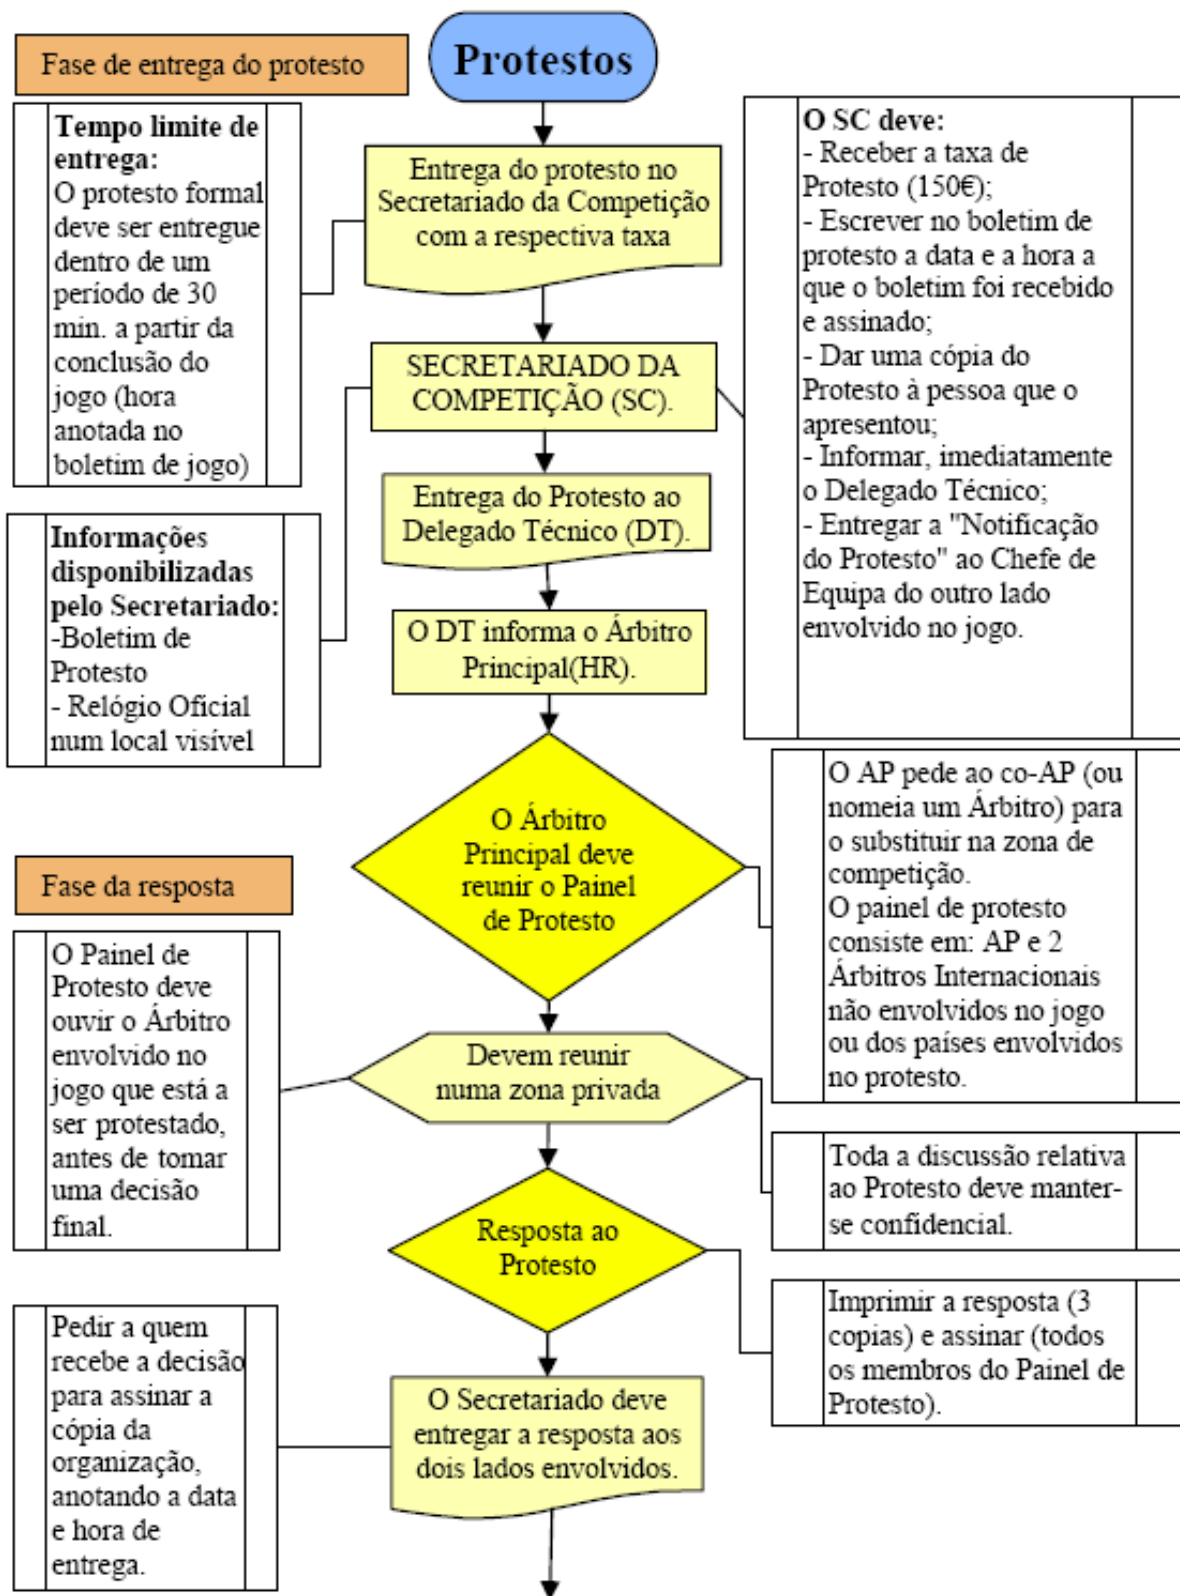 Protestos
Fase de entrega do protesto
Tempo limite de
entrega:
O protesto formal
deve ser entregue
dentro de um
período de 30
min. a partir da
conclusão do
jogo (hora
anotada no
boletim de jogo)
Entrega do protesto no
Secretariado da Competição
com a respectiva taxa
O SC deve:
- Receber a taxa de
Protesto (150€);
- Escrever no boletim de
protesto a data e a hora a
que o boletim foi recebido
e assinado;
- Dar uma cópia do
Protesto à pessoa que o
apresentou;
- Informar, imediatamente
o Delegado Técnico;
- Entregar a "Notificação
do Protesto" ao Chefe de
Equipa do outro lado
envolvido no jogo.
SECRETARIADO DA
COMPETIÇÃO (SC).
Informações
disponibilizadas
pelo Secretariado:
-Boletim de
Protesto
- Relógio Oficial
num local visível
Entrega do Protesto ao
Delegado Técnico (DT).
O DT informa o Árbitro
Principal(HR).
O Árbitro
Principal deve
reunir o Painel
de Protesto
O AP pede ao co-AP (ou
nomeia um Árbitro) para
o substituir na zona de
competição.
O painel de protesto
consiste em: AP e 2
Árbitros Internacionais
não envolvidos no jogo
ou dos países envolvidos
no protesto.
Fase da resposta
O Painel de
Protesto deve
ouvir o Árbitro
envolvido no
jogo que está a
ser protestado,
antes de tomar
uma decisão
final.
Devem reunir
numa zona privada
Toda a discussão relativa
ao Protesto deve manter-
se confidencial.
Resposta ao
Protesto
Imprimir a resposta (3
copias) e assinar (todos
os membros do Painel de
Protesto).
Pedir a quem
recebe a decisão
para assinar a
cópia da
organização,
anotando a data
e hora de
entrega.
O Secretariado deve
entregar a resposta aos
dois lados envolvidos.